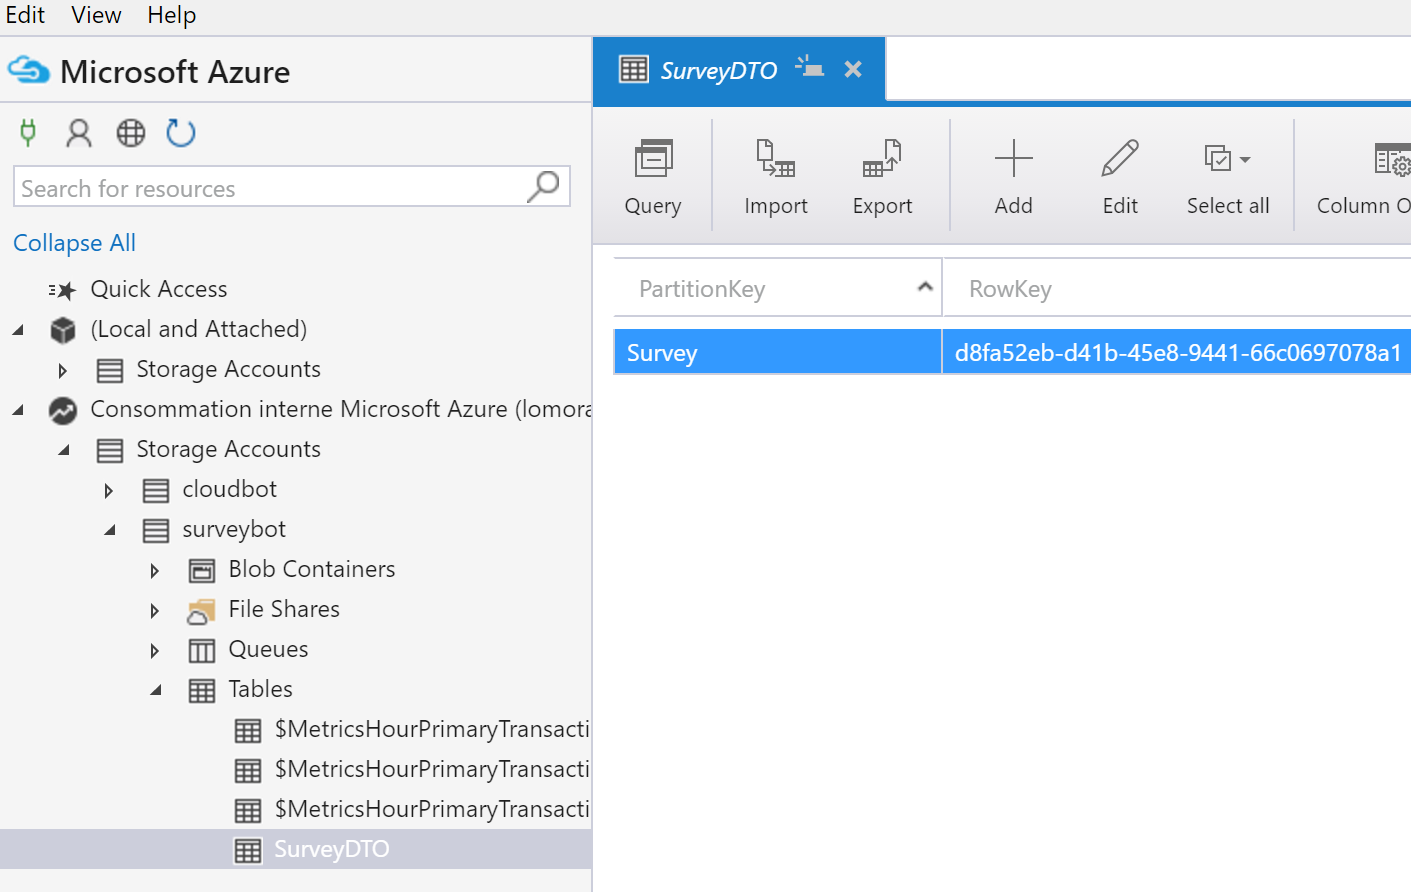 Edit View Help
Microsoft Azure
Search for resources
Collapse All
Quick Access
(Local and Attached)
Storage Accounts
Consommation interne Microsoft Azure (lomora
Storage Accounts
cloudbot
surveybot
Blob Containers
File Shares
Queues
Tables
$MetricsHourPrimaryTransacti
$MetricsHourPrimaryTransacti
$MetricsHourPrimaryTransacti
SurveyDTO
SurveyDTO
Query Import Export Add Edit Select all Column O
PartitionKey RowKey
Survey d8fa52eb-d41b-45e8-9441-66c0697078a1